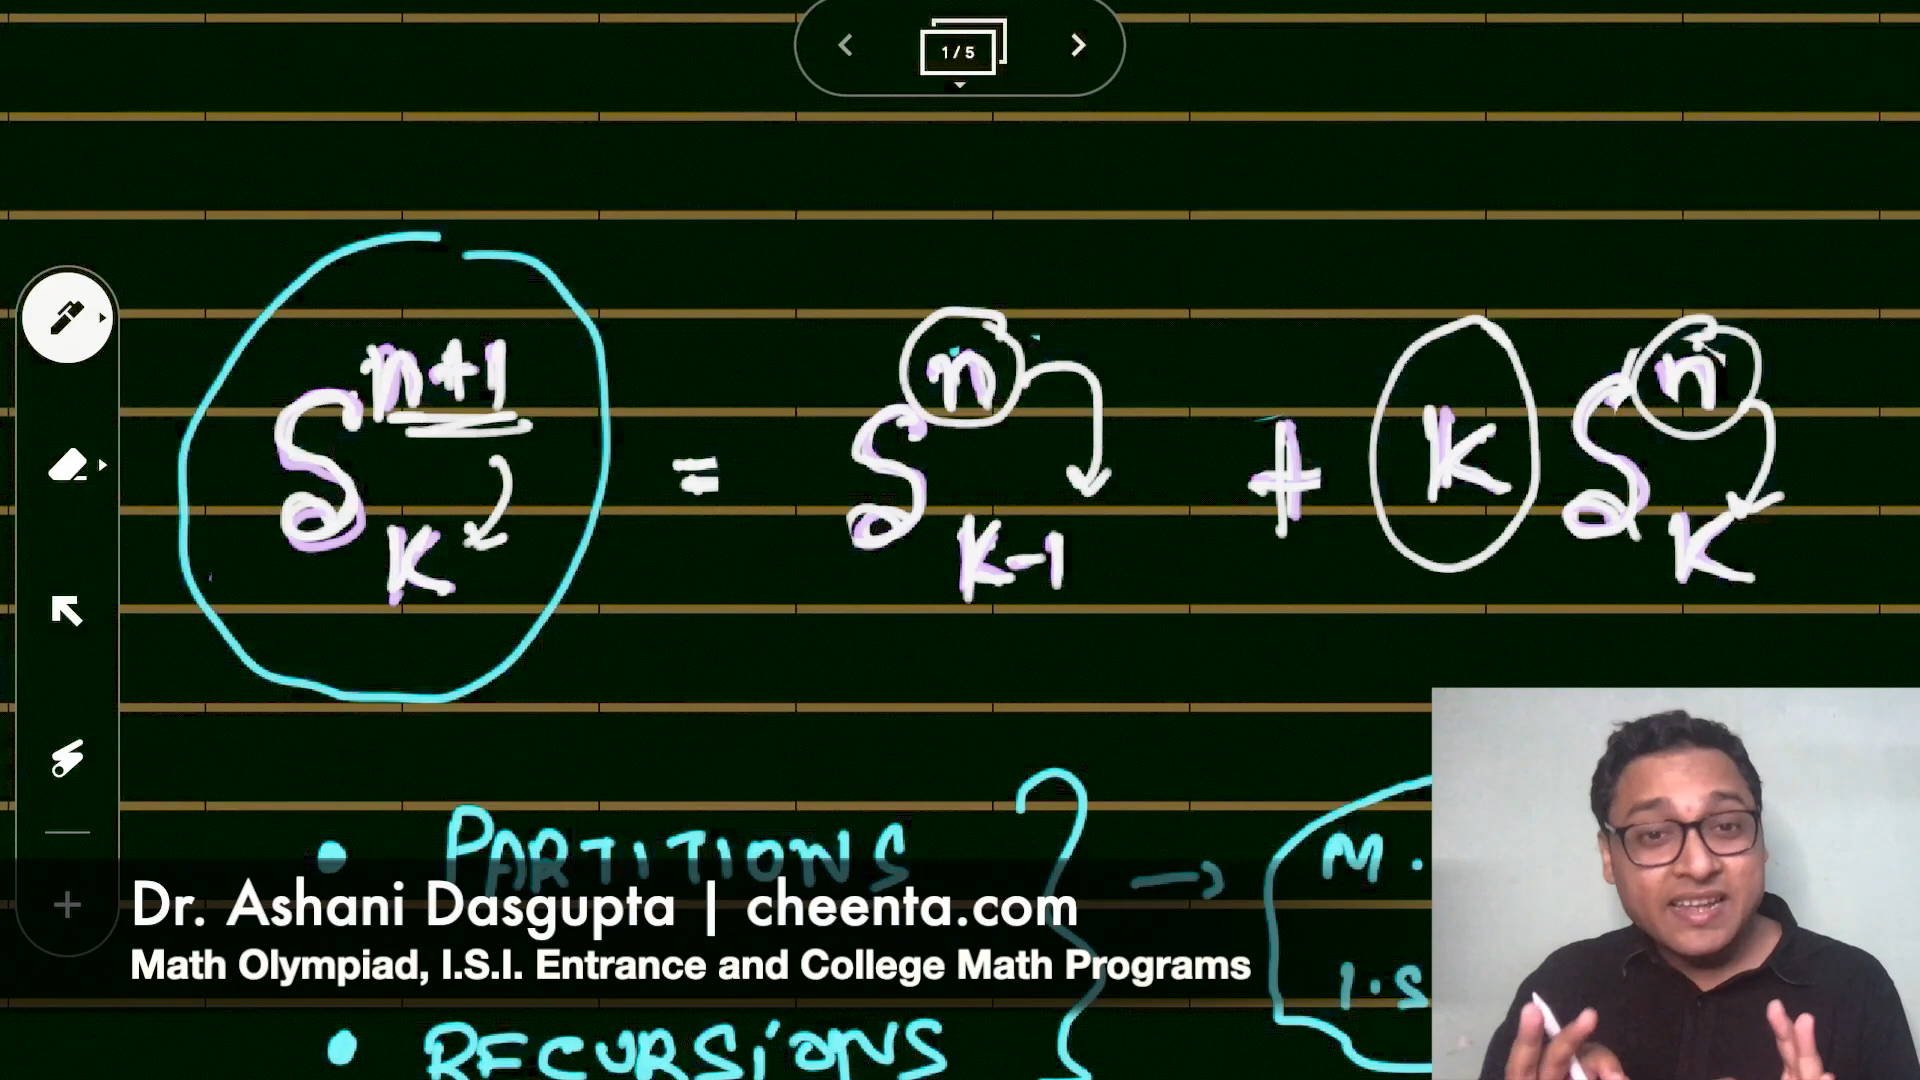 1 / 5
S^{n+1}_{K} = S^{n}_{K-1} + K S^{n}_{K}
• PARTITIONS } → M.
Dr. Ashani Dasgupta | cheenta.com
Math Olympiad, I.S.I. Entrance and College Math Programs
I.S
• RECURSIONS